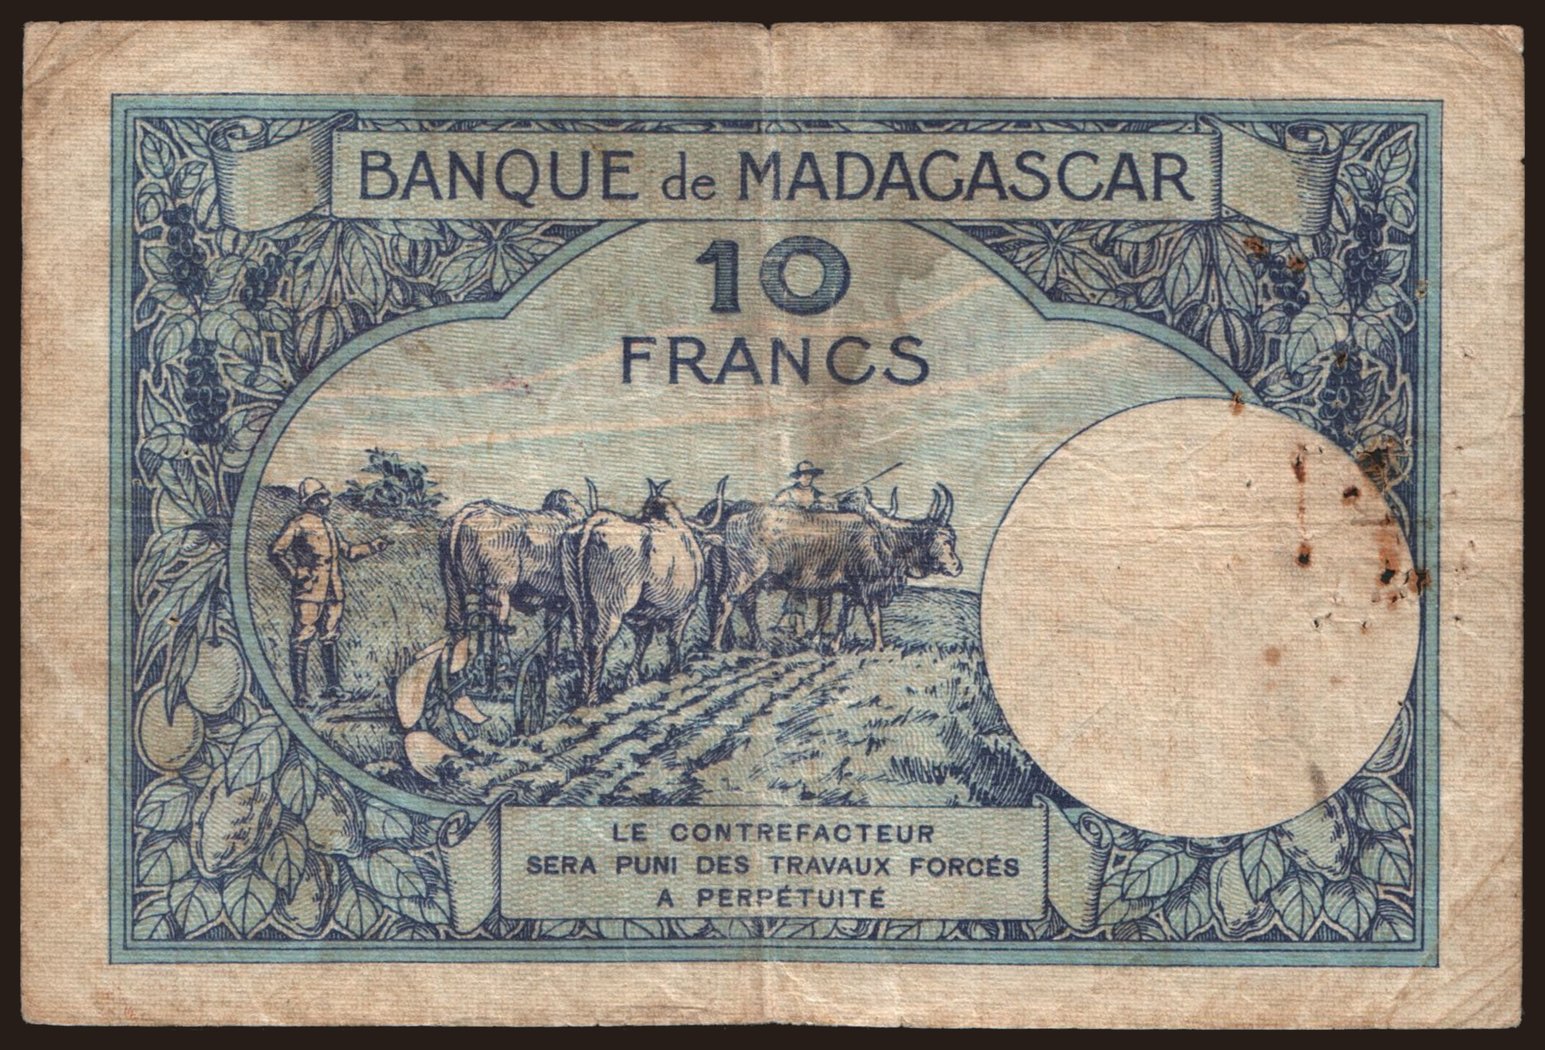 BANQUE de MADAGASCAR
10
FRANCS
LE CONTREFACTEUR
SERA PUNI DES TRAVAUX FORCÉS
A PERPÉTUITÉ